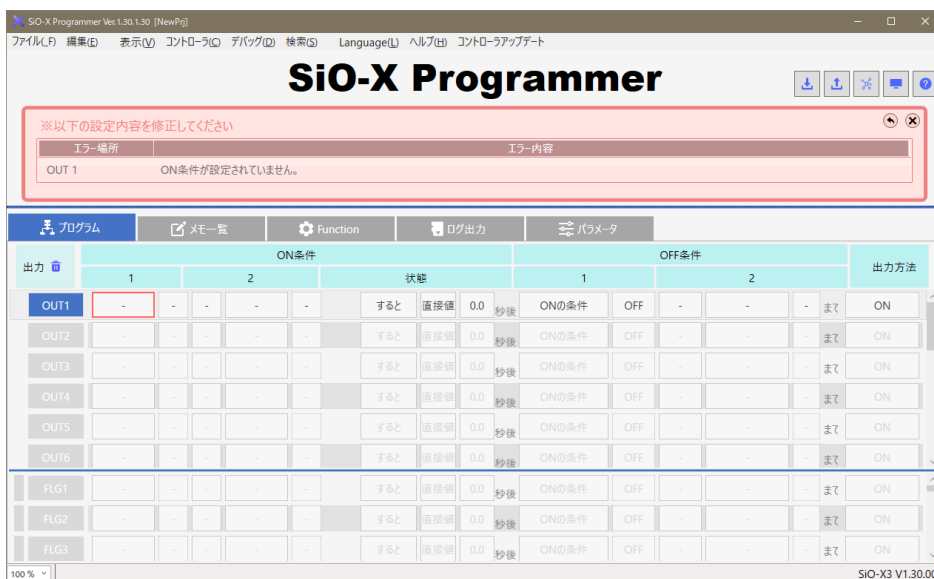 SiO-X Programmer Ver.1.30.1.30 [NewPrj]
ファイル(_F) 編集(E) 表示(V) コントローラ(C) デバッグ(D) 検索(S) Language(L) ヘルプ(H) コントローラアップデート
SiO-X Programmer
※以下の設定内容を修正してください
エラー場所 エラー内容
OUT 1 ON条件が設定されていません。
プログラム メモ一覧 Function ログ出力 パラメータ
出力 ON条件 OFF条件 出力方法
1 2 状態 1 2
OUT1 - - - - - すると 直接値 0.0 秒後 ONの条件 OFF - - - まで ON
OUT2 - - - - - すると 直接値 0.0 秒後 ONの条件 OFF - - まで ON
OUT3 - - - - - すると 直接値 0.0 秒後 ONの条件 OFF - - まで ON
OUT4 - - - - - すると 直接値 0.0 秒後 ONの条件 OFF - - まで ON
OUT5 - - - - - すると 直接値 0.0 秒後 ONの条件 OFF - - まで ON
OUT6 - - - - - すると 直接値 0.0 秒後 ONの条件 OFF - - まで ON
FLG1 - - - - - すると 直接値 0.0 秒後 ONの条件 OFF - - まで ON
FLG2 - - - - - すると 直接値 0.0 秒後 ONの条件 OFF - - まで ON
FLG3 - - - - - すると 直接値 0.0 秒後 ONの条件 OFF - - まで ON
100 % SiO-X3 V1.30.00